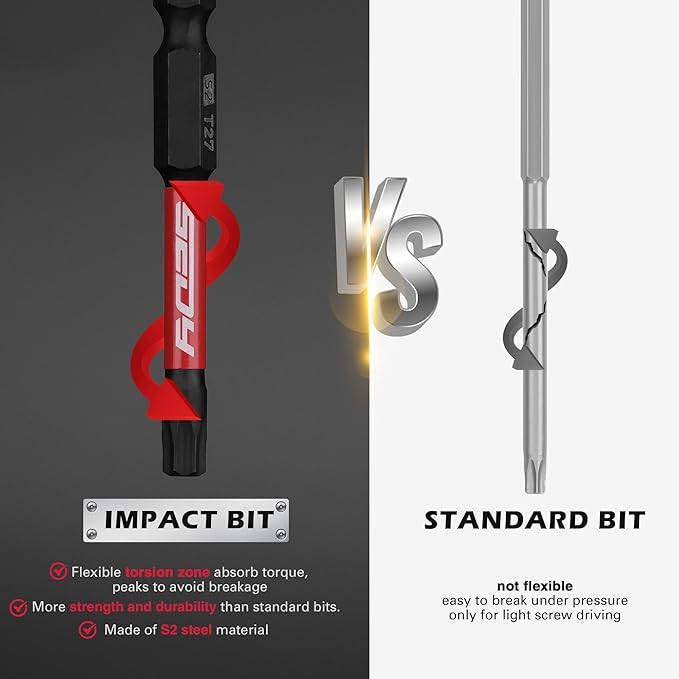 S2 T27
SEDY
VS
IMPACT BIT
Flexible torsion zone absorb torque,
peaks to avoid breakage
More strength and durability than standard bits.
Made of S2 steel material
STANDARD BIT
not flexible
easy to break under pressure
only for light screw driving